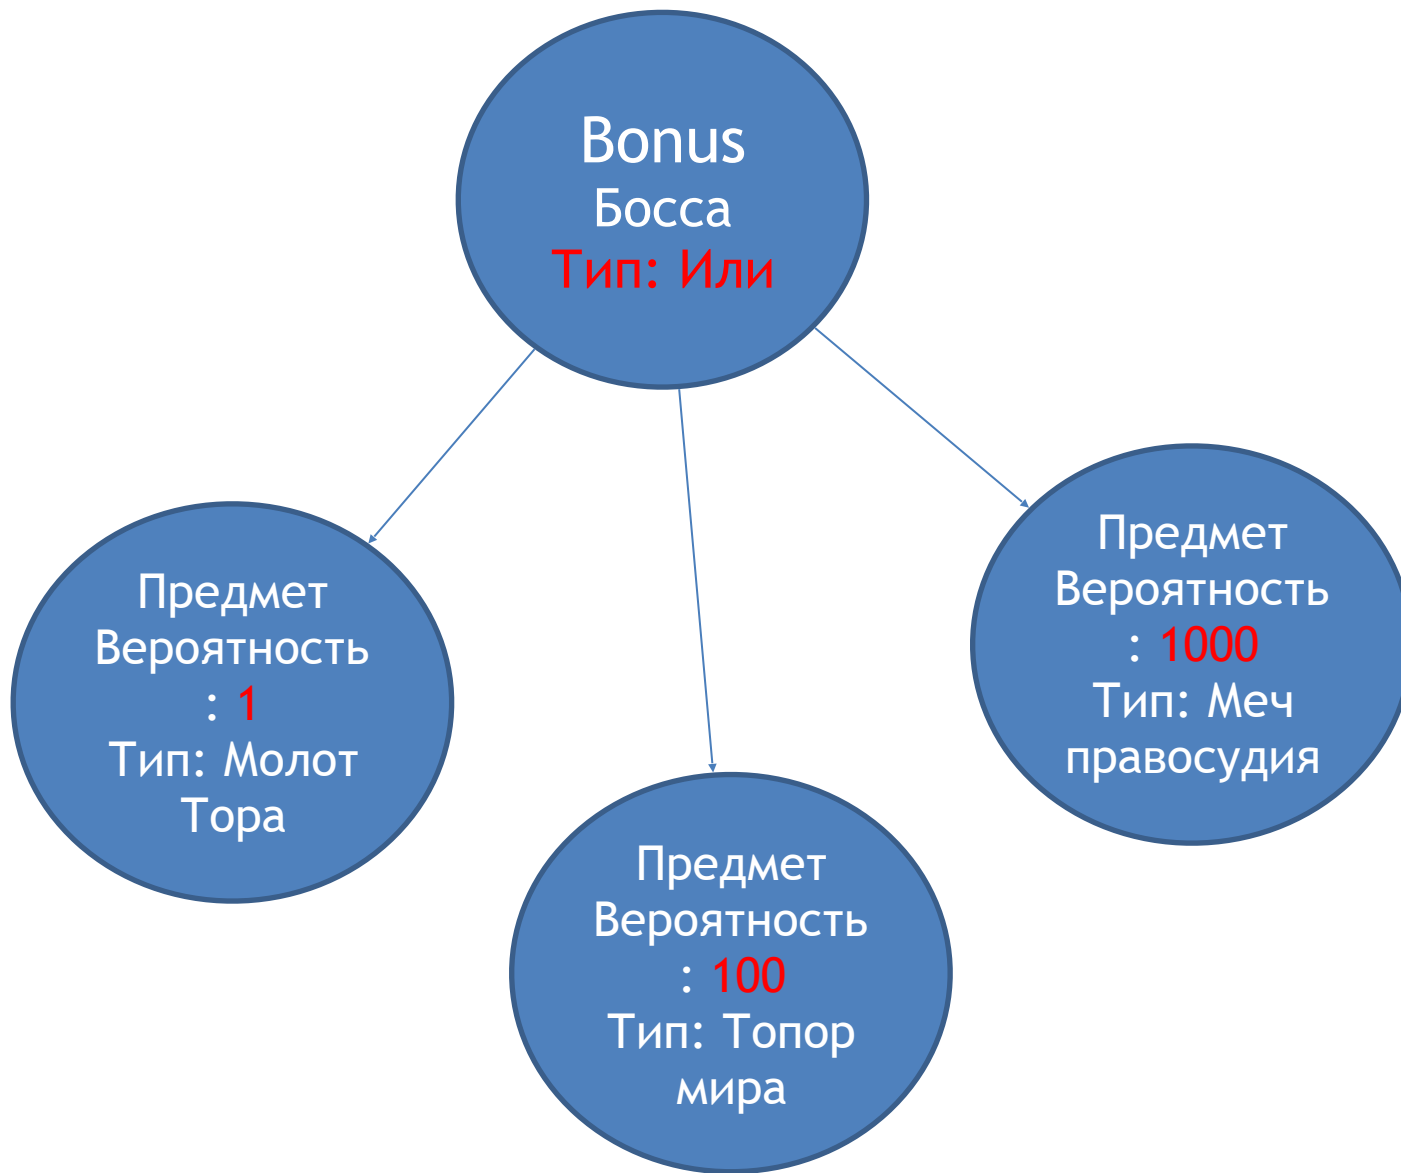 Bonus
Босса
Тип: Или
Предмет
Вероятность
: 1
Тип: Молот
Тора
Предмет
Вероятность
: 100
Тип: Топор
мира
Предмет
Вероятность
: 1000
Тип: Меч
правосудия